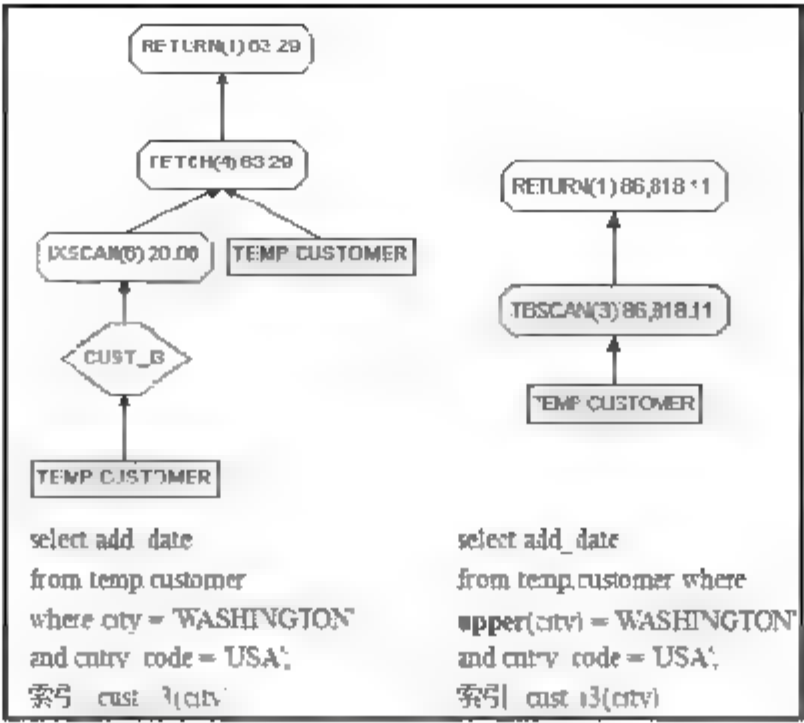 RETURN(1) 63.29
FETCH(4) 63.29
IXSCAN(6) 20.06
TEMP CUSTOMER
CUST_I3
TEMP CUSTOMER
select add_date
from temp.customer
where city = 'WASHINGTON'
and cntry_code = 'USA';
索引 cust_i3(city)
RETURN(1) 86,818.11
TBSCAN(3) 86,818.11
TEMP CUSTOMER
select add_date
from temp.customer where
upper(city) = 'WASHINGTON'
and cntry_code = 'USA';
索引 cust_i3(city)